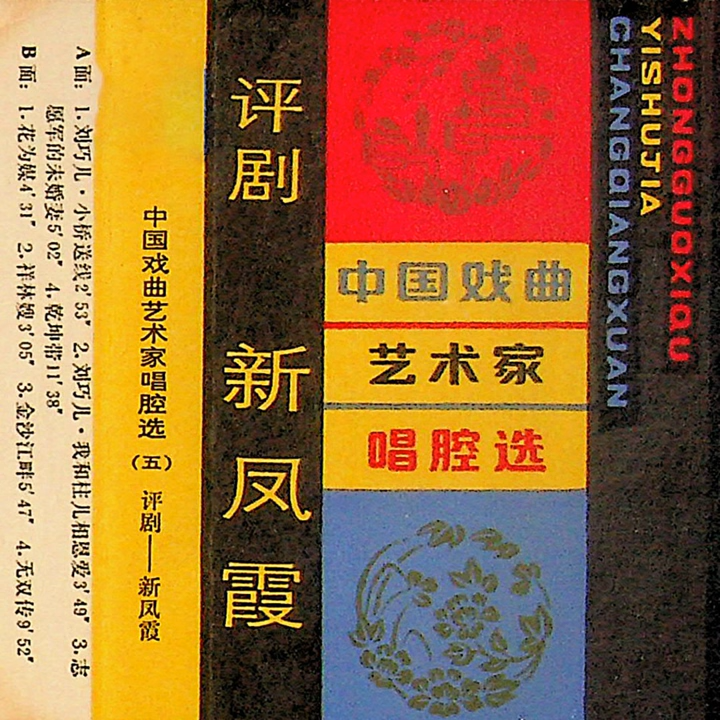 ZHONGGUOXIQU
YISHUJIA
CHANGQIANGXUAN
中国戏曲
艺术家
唱腔选
评剧 新凤霞
中国戏曲艺术家唱腔选(五) 评剧——新凤霞
A面:1.刘巧儿·小桥送线2′53″ 2.刘巧儿·我和柱儿相恩爱3′49″ 3.志
愿军的未婚妻5′02″ 4.乾坤带11′38″
B面:1.花为媒4′31″ 2.祥林嫂3′05″ 3.金沙江畔5′47″ 4.无双传9′52″